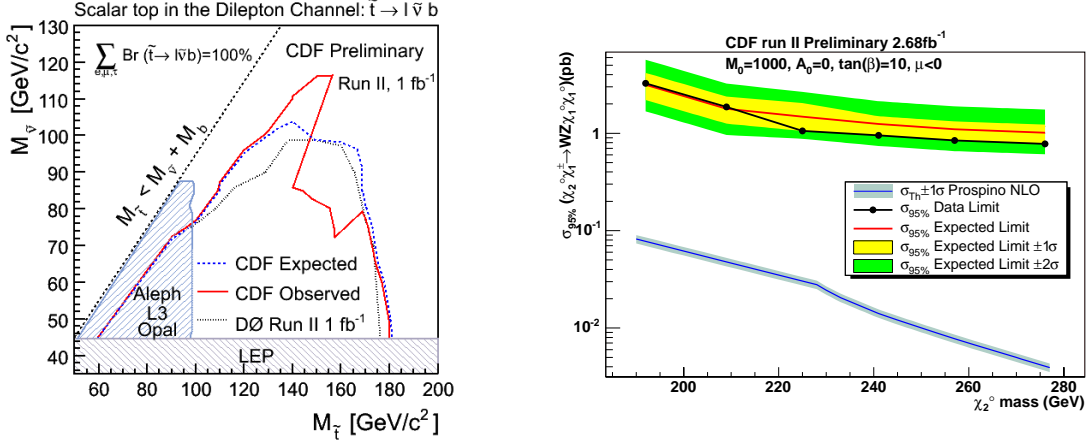 Scalar top in the Dilepton Channel: t̃ → l ν̃ b
M_ν̃ [GeV/c²]
130
120
110
100
90
80
70
60
50
40
∑ e,μ,τ Br (t̃→ lν̃b)=100%
CDF Preliminary
Run II, 1 fb⁻¹
M_t̃ < M_ν̃ + M_b
CDF Expected
CDF Observed
DØ Run II 1 fb⁻¹
Aleph
L3
Opal
LEP
60 80 100 120 140 160 180 200
M_t̃ [GeV/c²]
CDF run II Preliminary 2.68fb⁻¹
M₀=1000, A₀=0, tan(β)=10, μ<0
σ95% (χ₂° χ₁± →WZχ₁°χ₁°)(pb)
1
10⁻¹
10⁻²
σTh±1σ Prospino NLO
σ95% Data Limit
σ95% Expected Limit
σ95% Expected Limit ±1σ
σ95% Expected Limit ±2σ
200 220 240 260 280
χ₂° mass (GeV)